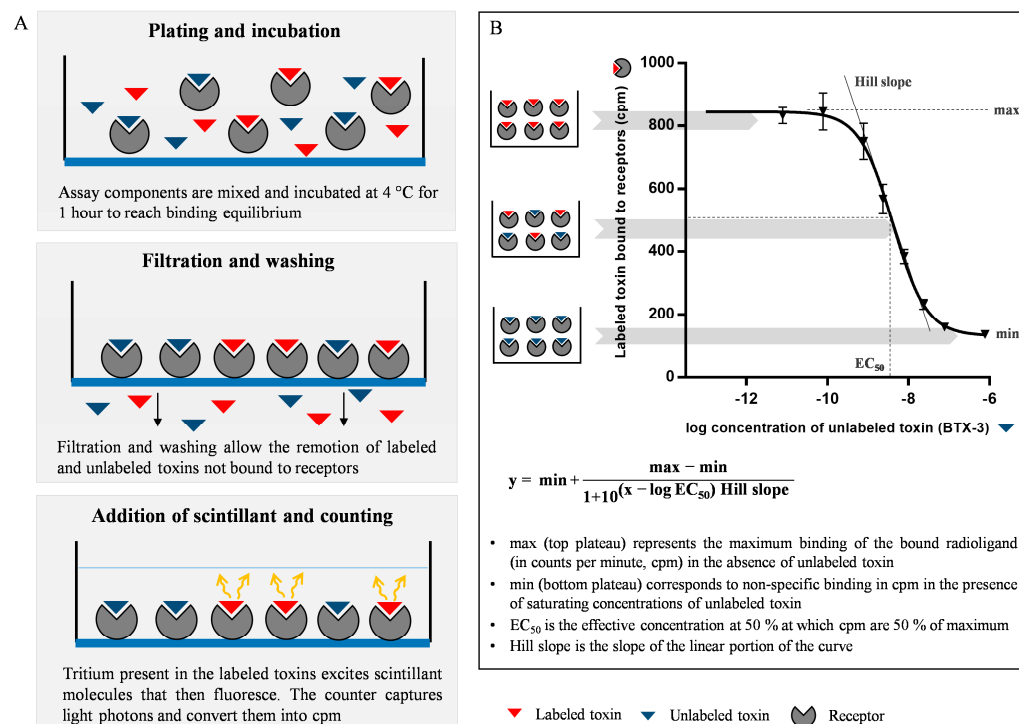 A
Plating and incubation
Assay components are mixed and incubated at 4 °C for
1 hour to reach binding equilibrium
Filtration and washing
Filtration and washing allow the remotion of labeled
and unlabeled toxins not bound to receptors
Addition of scintillant and counting
Tritium present in the labeled toxins excites scintillant
molecules that then fluoresce. The counter captures
light photons and convert them into cpm
B
Labeled toxin bound to receptors (cpm)
1000
800
600
400
200
0
Hill slope
max
min
EC50
-12
-10
-8
-6
log concentration of unlabeled toxin (BTX-3)
y = min + max − min
1+10(x − log EC50) Hill slope
• max (top plateau) represents the maximum binding of the bound radioligand
(in counts per minute, cpm) in the absence of unlabeled toxin
• min (bottom plateau) corresponds to non-specific binding in cpm in the presence
of saturating concentrations of unlabeled toxin
• EC50 is the effective concentration at 50 % at which cpm are 50 % of maximum
• Hill slope is the slope of the linear portion of the curve
Labeled toxin
Unlabeled toxin
Receptor